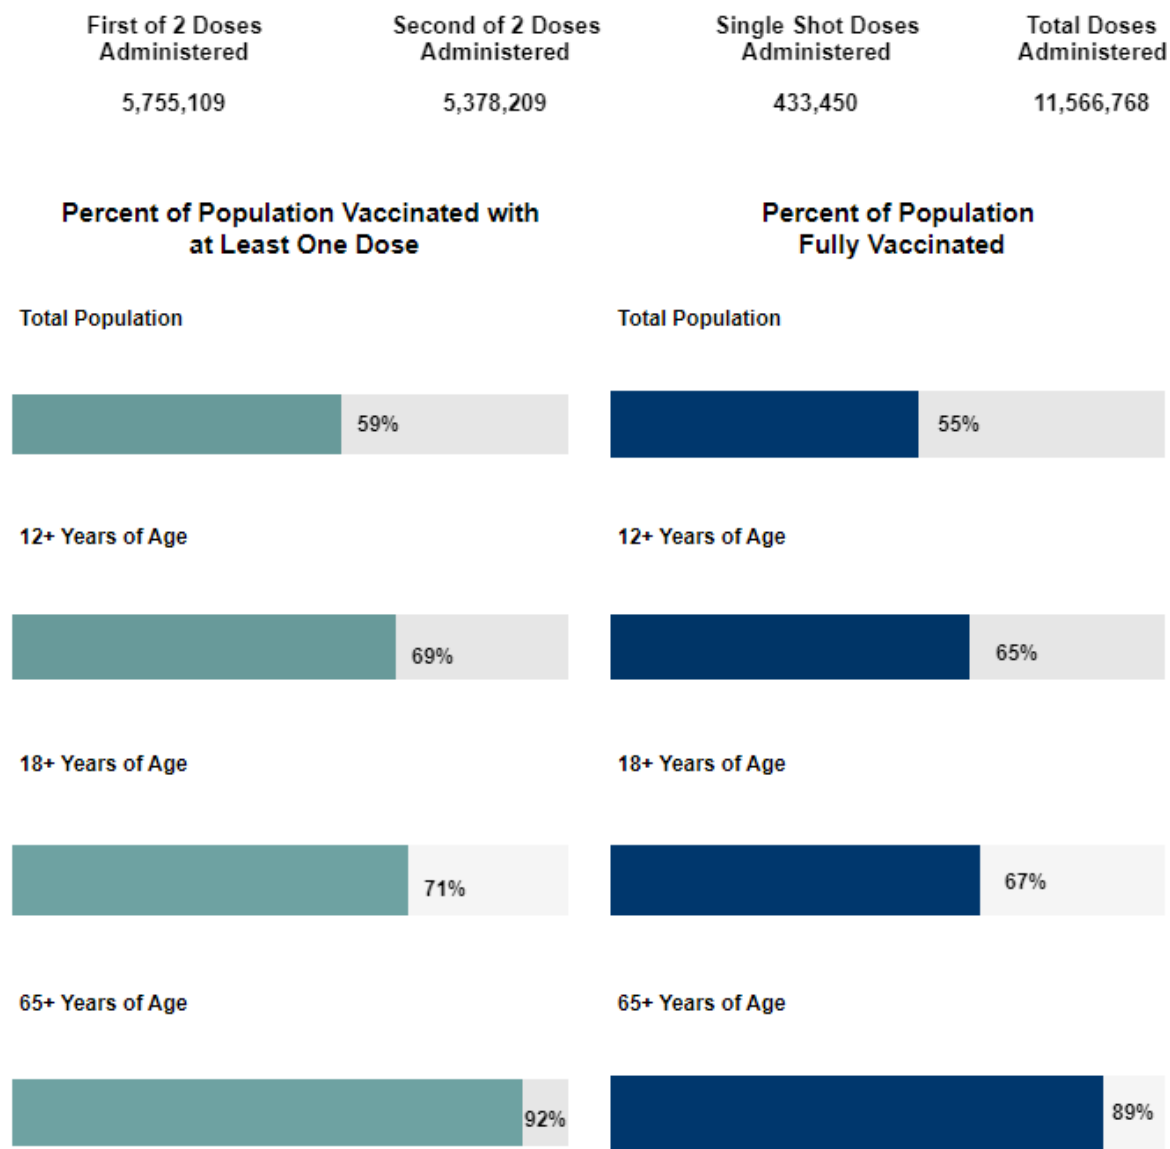 First of 2 Doses
Administered
5,755,109
Second of 2 Doses
Administered
5,378,209
Single Shot Doses
Administered
433,450
Total Doses
Administered
11,566,768
Percent of Population Vaccinated with
at Least One Dose
Total Population
59%
12+ Years of Age
69%
18+ Years of Age
71%
65+ Years of Age
92%
Percent of Population
Fully Vaccinated
Total Population
55%
12+ Years of Age
65%
18+ Years of Age
67%
65+ Years of Age
89%